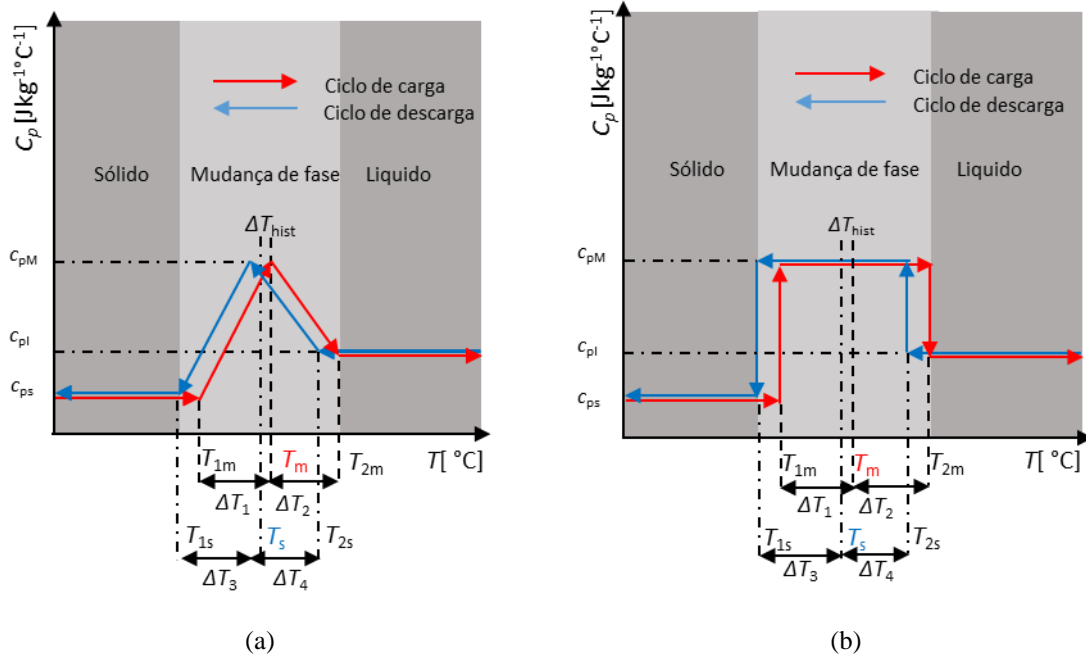 C_p [Jkg⁻¹°C⁻¹]
Ciclo de carga
Ciclo de descarga
Sólido
Mudança de fase
Liquido
ΔT_hist
c_pM
c_pl
c_ps
T_1m
T_m
T_2m
T[ °C]
ΔT_1
ΔT_2
T_1s
T_s
T_2s
ΔT_3
ΔT_4
(a)
C_p [Jkg⁻¹°C⁻¹]
Ciclo de carga
Ciclo de descarga
Sólido
Mudança de fase
Liquido
ΔT_hist
c_pM
c_pl
c_ps
T_1m
T_m
T_2m
T[ °C]
ΔT_1
ΔT_2
T_1s
T_s
T_2s
ΔT_3
ΔT_4
(b)